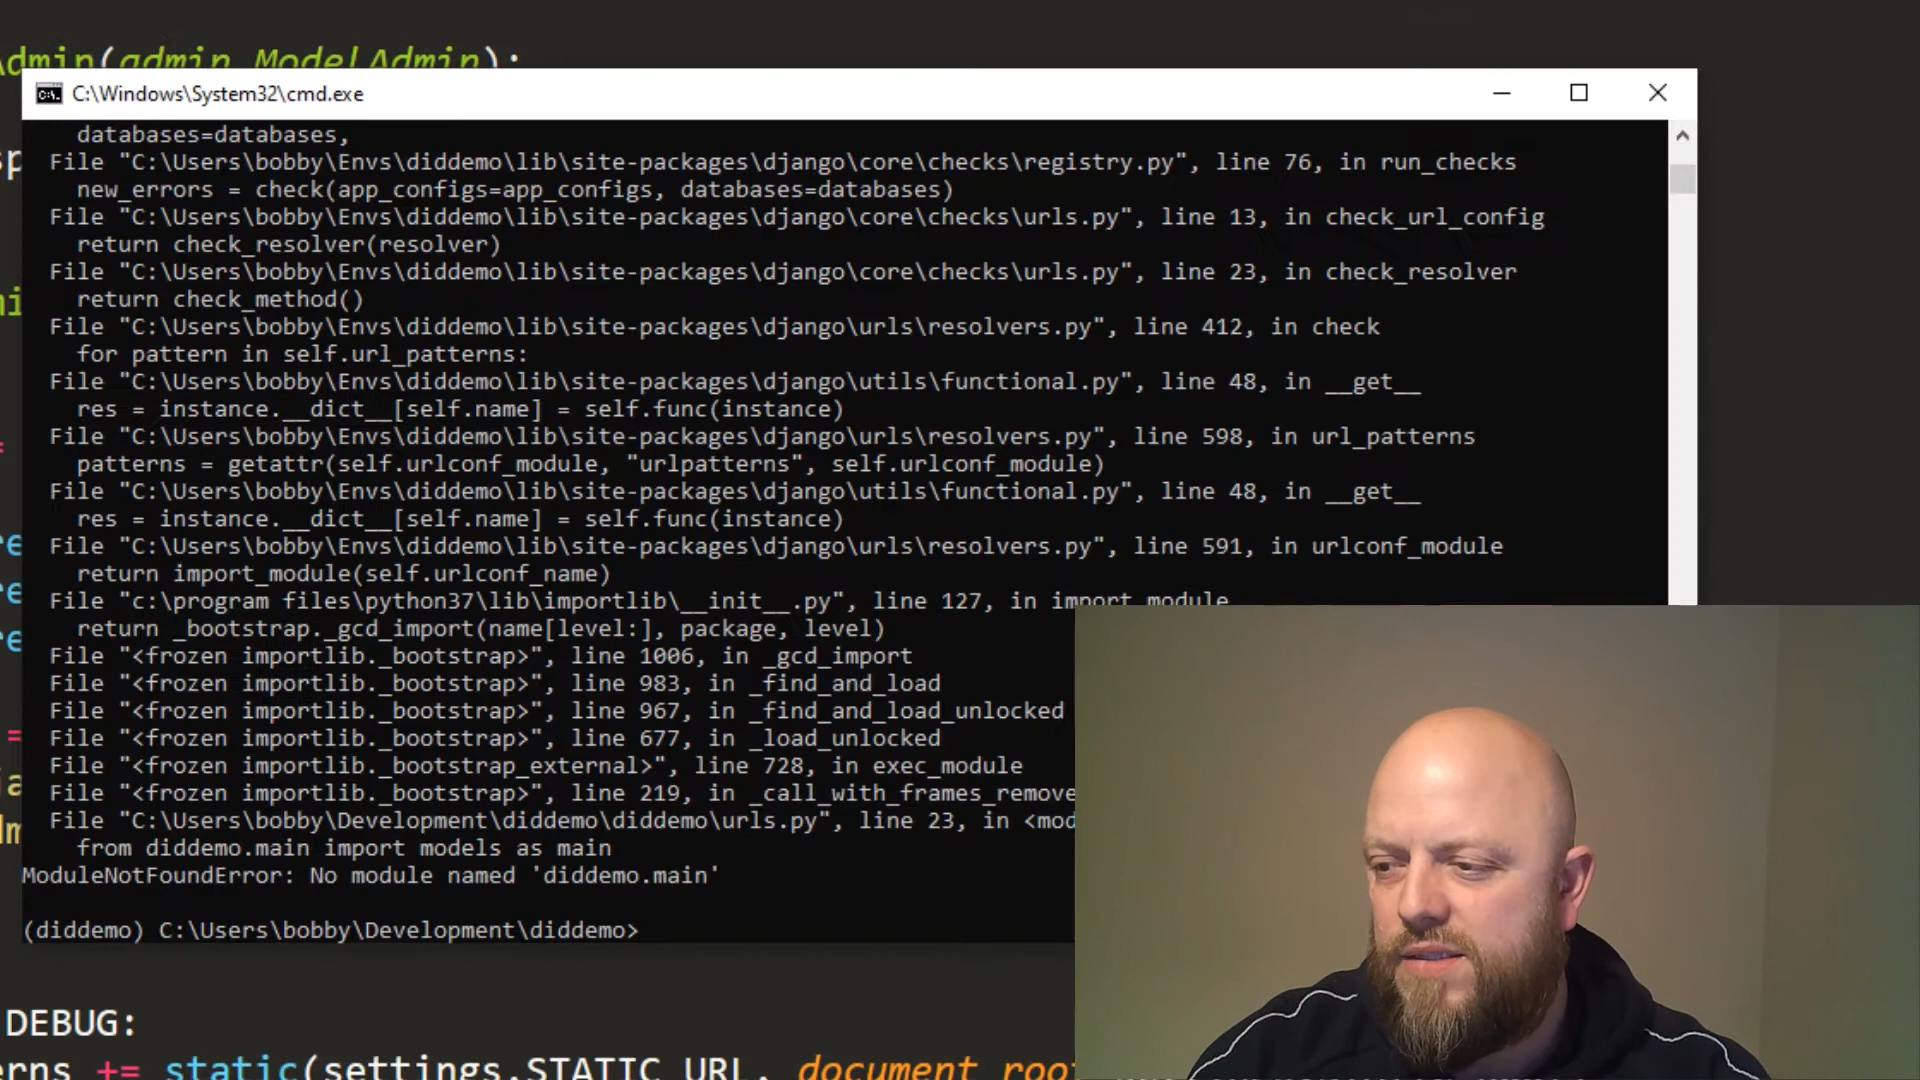 admin.ModelAdmin):
C:\Windows\System32\cmd.exe
databases=databases,
File "C:\Users\bobby\Envs\diddemo\lib\site-packages\django\core\checks\registry.py", line 76, in run_checks
new_errors = check(app_configs=app_configs, databases=databases)
File "C:\Users\bobby\Envs\diddemo\lib\site-packages\django\core\checks\urls.py", line 13, in check_url_config
return check_resolver(resolver)
File "C:\Users\bobby\Envs\diddemo\lib\site-packages\django\core\checks\urls.py", line 23, in check_resolver
return check_method()
File "C:\Users\bobby\Envs\diddemo\lib\site-packages\django\urls\resolvers.py", line 412, in check
for pattern in self.url_patterns:
File "C:\Users\bobby\Envs\diddemo\lib\site-packages\django\utils\functional.py", line 48, in __get__
res = instance.__dict__[self.name] = self.func(instance)
File "C:\Users\bobby\Envs\diddemo\lib\site-packages\django\urls\resolvers.py", line 598, in url_patterns
patterns = getattr(self.urlconf_module, "urlpatterns", self.urlconf_module)
File "C:\Users\bobby\Envs\diddemo\lib\site-packages\django\utils\functional.py", line 48, in __get__
res = instance.__dict__[self.name] = self.func(instance)
File "C:\Users\bobby\Envs\diddemo\lib\site-packages\django\urls\resolvers.py", line 591, in urlconf_module
return import_module(self.urlconf_name)
File "c:\program files\python37\lib\importlib\__init__.py", line 127, in import_module
return _bootstrap._gcd_import(name[level:], package, level)
File "<frozen importlib._bootstrap>", line 1006, in _gcd_import
File "<frozen importlib._bootstrap>", line 983, in _find_and_load
File "<frozen importlib._bootstrap>", line 967, in _find_and_load_unlocked
File "<frozen importlib._bootstrap>", line 677, in _load_unlocked
File "<frozen importlib._bootstrap_external>", line 728, in exec_module
File "<frozen importlib._bootstrap>", line 219, in _call_with_frames_remove
File "C:\Users\bobby\Development\diddemo\diddemo\urls.py", line 23, in <mod
from diddemo.main import models as main
ModuleNotFoundError: No module named 'diddemo.main'
(diddemo) C:\Users\bobby\Development\diddemo>
DEBUG:
erns += static(settings.STATIC_URL, document_roo